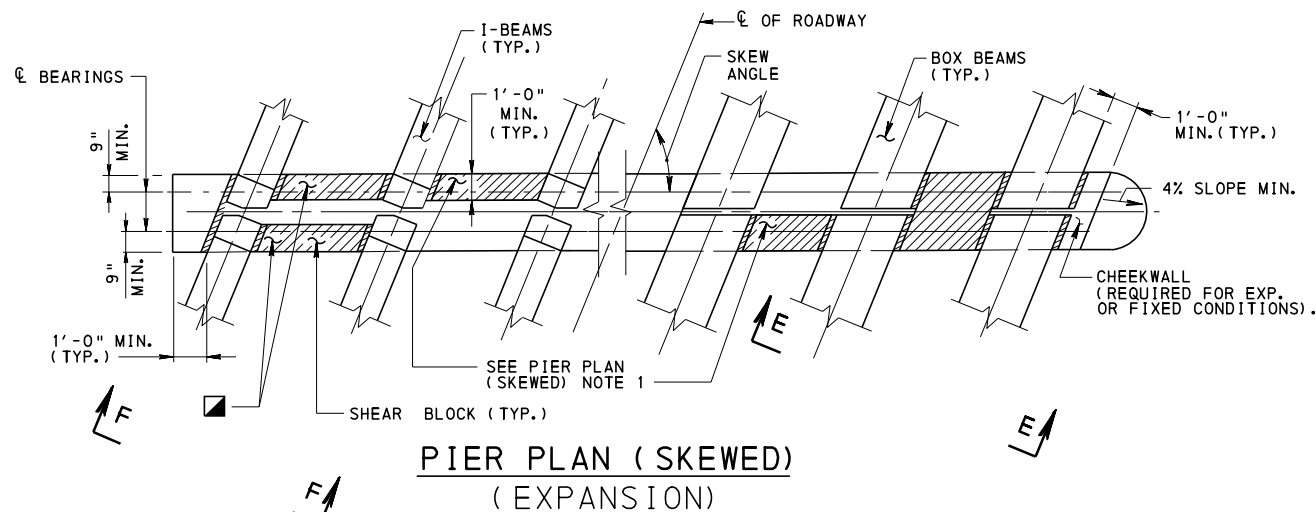 ℄ OF ROADWAY
I-BEAMS
(TYP.)
SKEW
ANGLE
BOX BEAMS
(TYP.)
℄ BEARINGS
1'-0"
MIN.
(TYP.)
1'-0"
MIN.(TYP.)
9"
MIN.
4% SLOPE MIN.
9"
MIN.
CHEEKWALL
(REQUIRED FOR EXP.
OR FIXED CONDITIONS).
E
1'-0" MIN.
(TYP.)
SEE PIER PLAN
(SKEWED) NOTE 1
F
SHEAR BLOCK (TYP.)
E
PIER PLAN (SKEWED)
(EXPANSION)
F